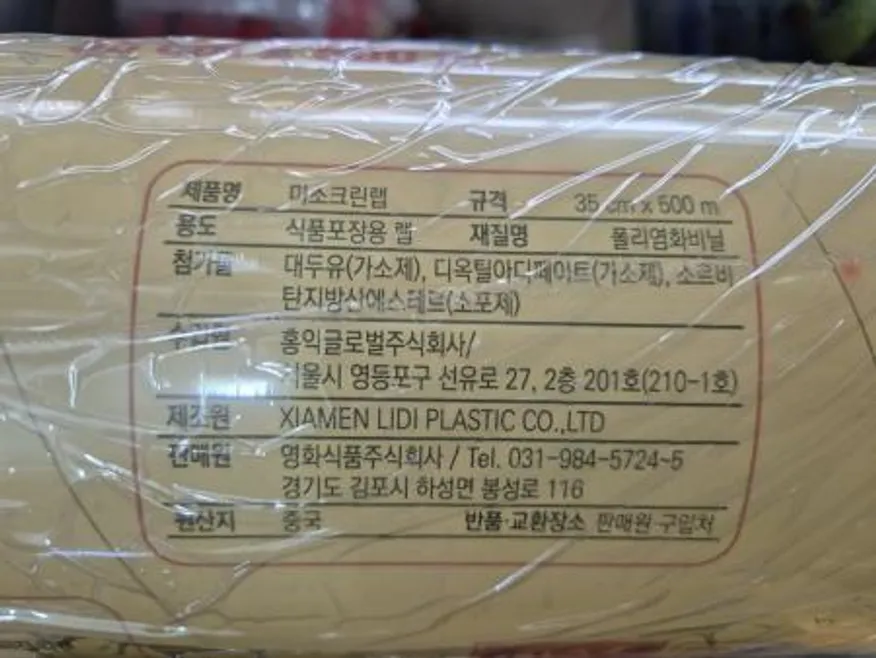 제품명 미소크린랩 규격 35 cm x 500 m
용도 식품포장용 랩 재질명 폴리염화비닐
첨가물 대두유(가소제), 디옥틸아디페이트(가소제), 소르비
탄지방산에스테르(소포제)
수입원 홍익글로벌주식회사/
서울시 영등포구 선유로 27, 2층 201호(210-1호)
제조원 XIAMEN LIDI PLASTIC CO.,LTD
판매원 영화식품주식회사 / Tel. 031-984-5724~5
경기도 김포시 하성면 봉성로 116
원산지 중국 반품·교환장소 판매원 구입처